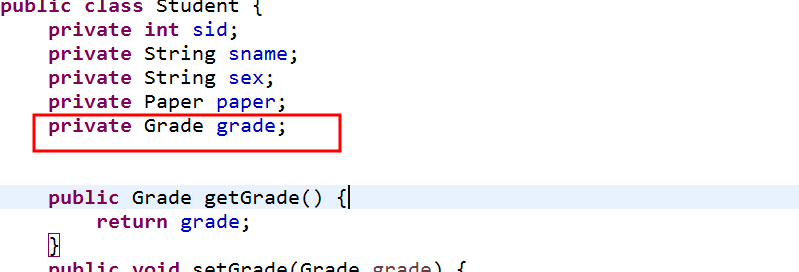 public class Student {
    private int sid;
    private String sname;
    private String sex;
    private Paper paper;
    private Grade grade;
    public Grade getGrade() {
        return grade;
    }
    public void setGrade(Grade grade) {